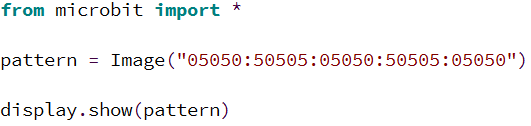 from microbit import *
pattern = Image("05050:50505:05050:50505:05050")
display.show(pattern)